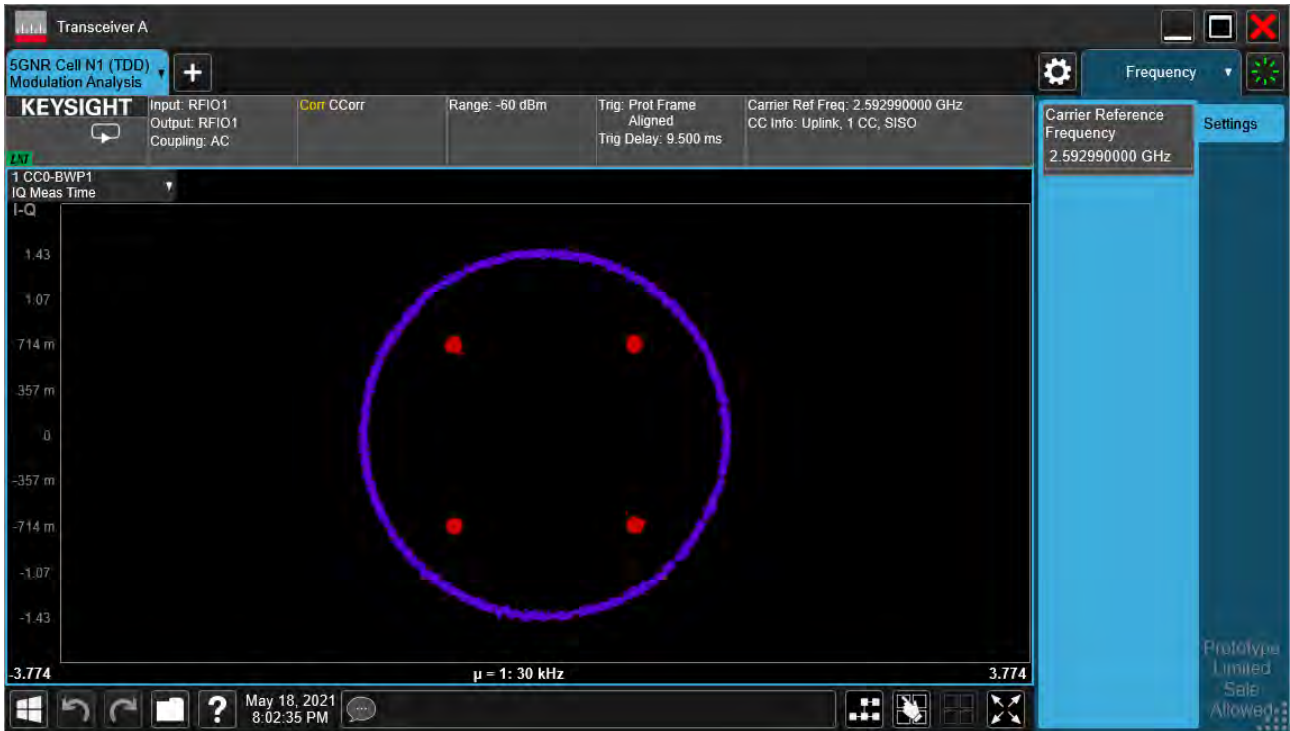 Transceiver A
5GNR Cell N1 (TDD)
Modulation Analysis
Frequency
KEYSIGHT
LXI
Input: RFIO1
Output: RFIO1
Coupling: AC
Corr CCorr
Range: -60 dBm
Trig: Prot Frame
Aligned
Trig Delay: 9.500 ms
Carrier Ref Freq: 2.592990000 GHz
CC Info: Uplink, 1 CC, SISO
Carrier Reference
Frequency
2.592990000 GHz
Settings
1 CC0-BWP1
IQ Meas Time
I-Q
1.43
1.07
714 m
357 m
0
-357 m
-714 m
-1.07
-1.43
-3.774
μ = 1: 30 kHz
3.774
May 18, 2021
8:02:35 PM
Prototype
Limited
Sale
Allowed